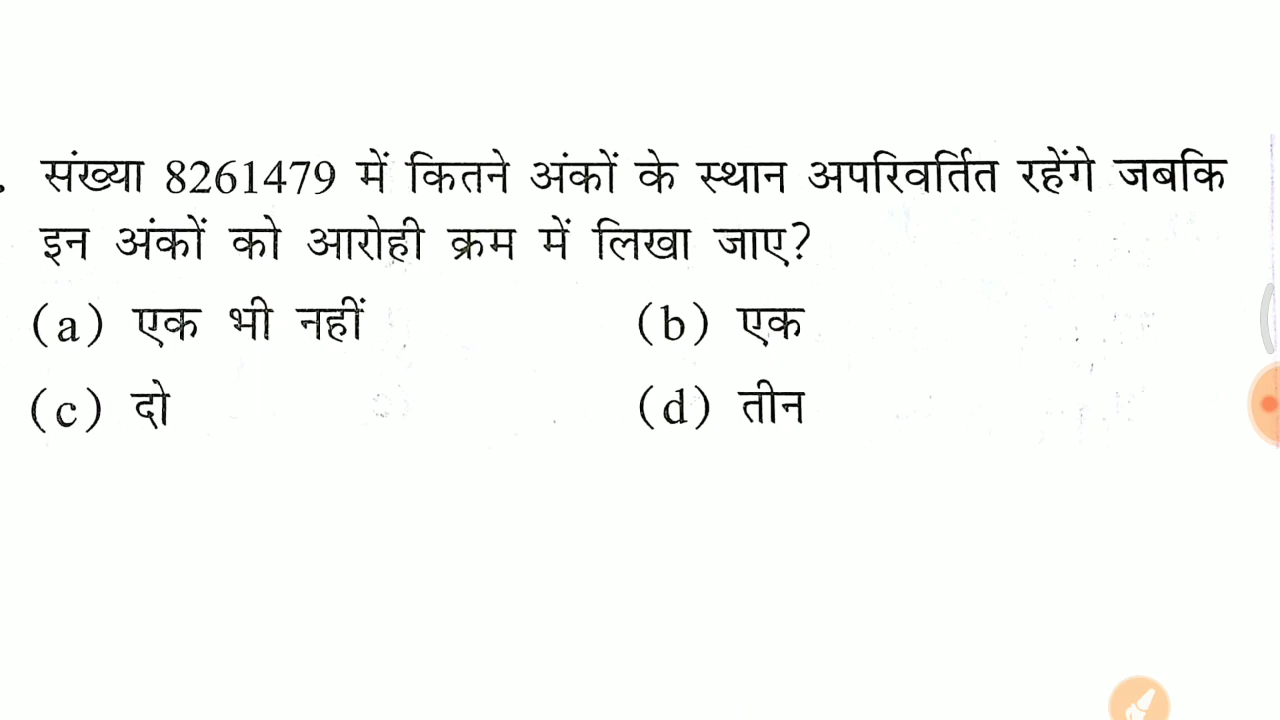 . संख्या 8261479 में कितने अंकों के स्थान अपरिवर्तित रहेंगे जबकि
इन अंकों को आरोही क्रम में लिखा जाए?
(a) एक भी नहीं (b) एक
(c) दो (d) तीन